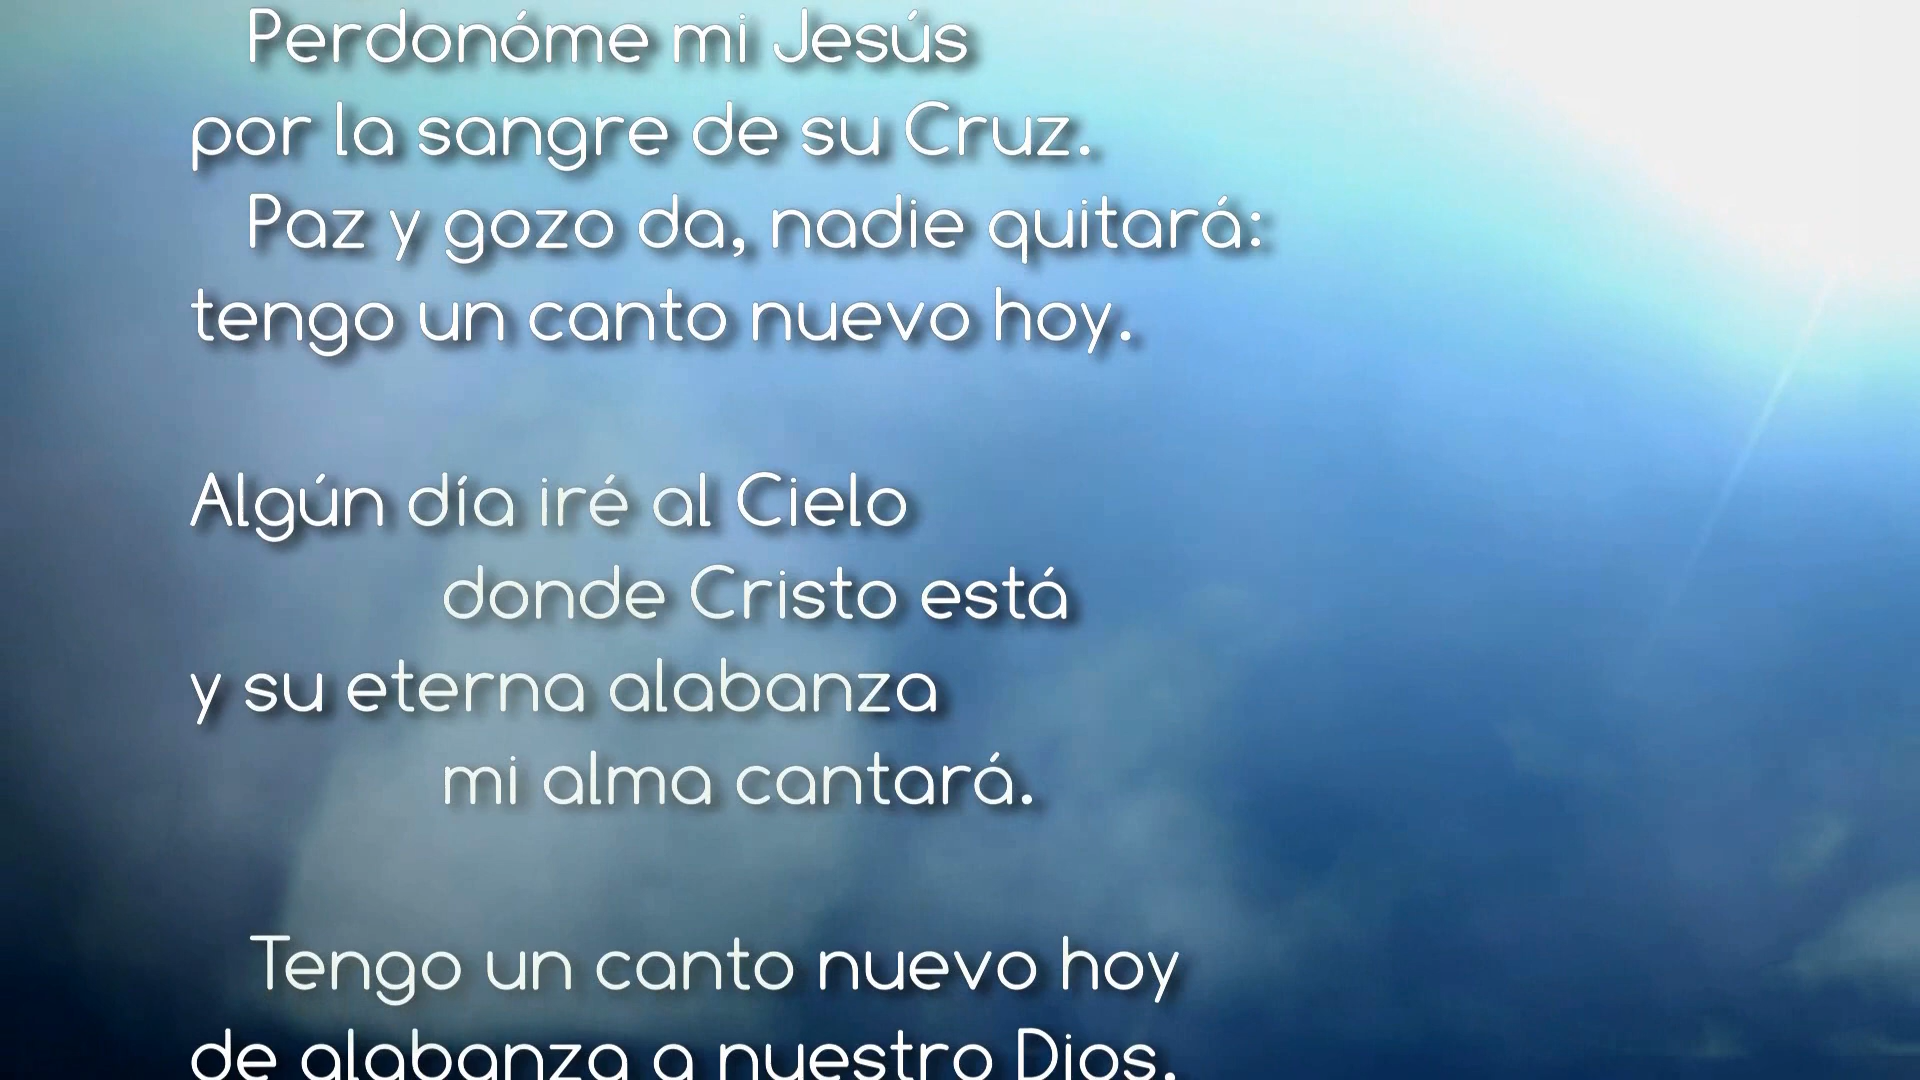 Perdonóme mi Jesús
por la sangre de su Cruz.
Paz y gozo da, nadie quitará:
tengo un canto nuevo hoy.
Algún día iré al Cielo
donde Cristo está
y su eterna alabanza
mi alma cantará.
Tengo un canto nuevo hoy
de alabanza a nuestro Dios.